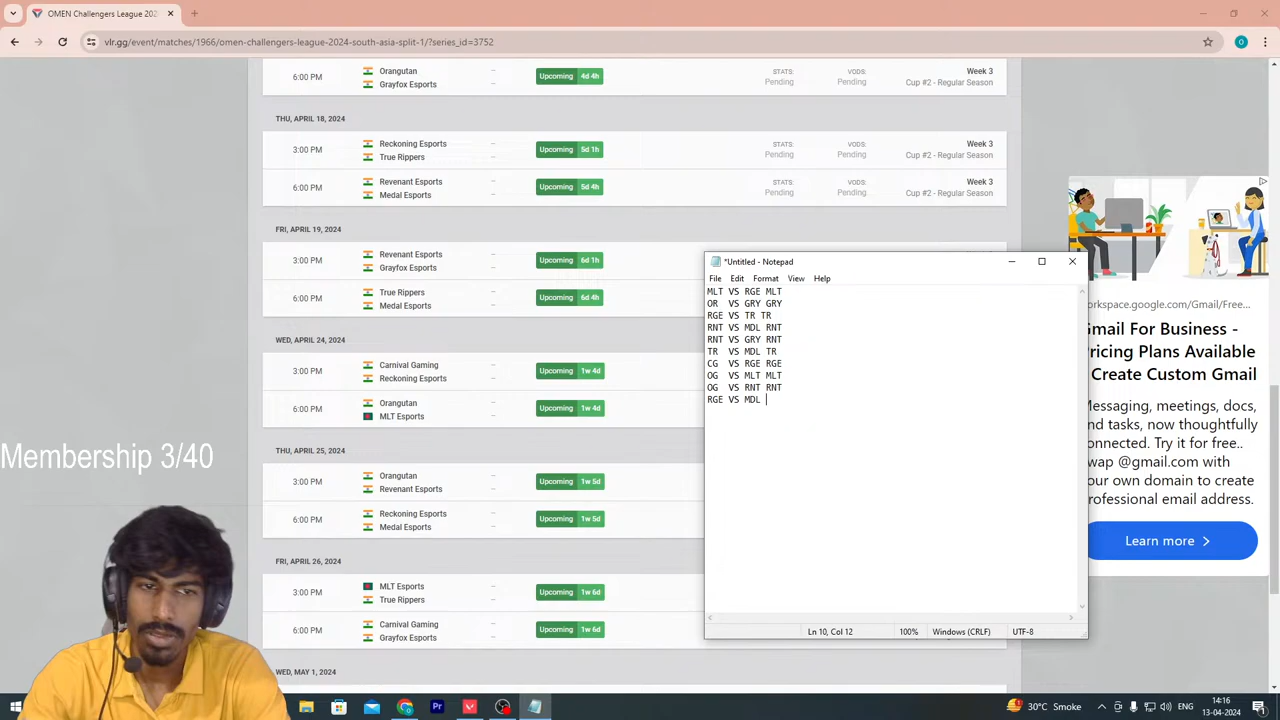 OMEN Challengers League 202
vlr.gg/event/matches/1966/omen-challengers-league-2024-south-asia-split-1/?series_id=3752
6:00 PM Orangutan – Upcoming 4d 4h STATS: VODS: Week 3
Grayfox Esports – Pending Pending Cup #2 - Regular Season
THU, APRIL 18, 2024
3:00 PM Reckoning Esports – Upcoming 5d 1h STATS: VODS: Week 3
True Rippers – Pending Pending Cup #2 - Regular Season
6:00 PM Revenant Esports – Upcoming 5d 4h STATS: VODS: Week 3
Medal Esports – Pending Pending Cup #2 - Regular Season
FRI, APRIL 19, 2024
3:00 PM Revenant Esports – Upcoming 6d 1h
Grayfox Esports –
6:00 PM True Rippers – Upcoming 6d 4h
Medal Esports –
WED, APRIL 24, 2024
3:00 PM Carnival Gaming – Upcoming 1w 4d
Reckoning Esports –
6:00 PM Orangutan – Upcoming 1w 4d
MLT Esports –
THU, APRIL 25, 2024
3:00 PM Orangutan – Upcoming 1w 5d
Revenant Esports –
6:00 PM Reckoning Esports – Upcoming 1w 5d
Medal Esports –
FRI, APRIL 26, 2024
3:00 PM MLT Esports – Upcoming 1w 6d
True Rippers –
6:00 PM Carnival Gaming – Upcoming 1w 6d
Grayfox Esports –
WED, MAY 1, 2024
*Untitled - Notepad
File Edit Format View Help
MLT VS RGE MLT
OR VS GRY GRY
RGE VS TR TR
RNT VS MDL RNT
RNT VS GRY RNT
TR VS MDL TR
CG VS RGE RGE
OG VS MLT MLT
OG VS RNT RNT
RGE VS MDL
Ln 10, Col 12 100% Windows (CRLF) UTF-8
orkspace.google.com/Gmail/Free...
Gmail For Business -
Pricing Plans Available
Create Custom Gmail
Messaging, meetings, docs,
and tasks, now thoughtfully
connected. Try it for free..
swap @gmail.com with
your own domain to create
professional email address.
Learn more
Membership 3/40
30°C Smoke
ENG
14:16
13-04-2024